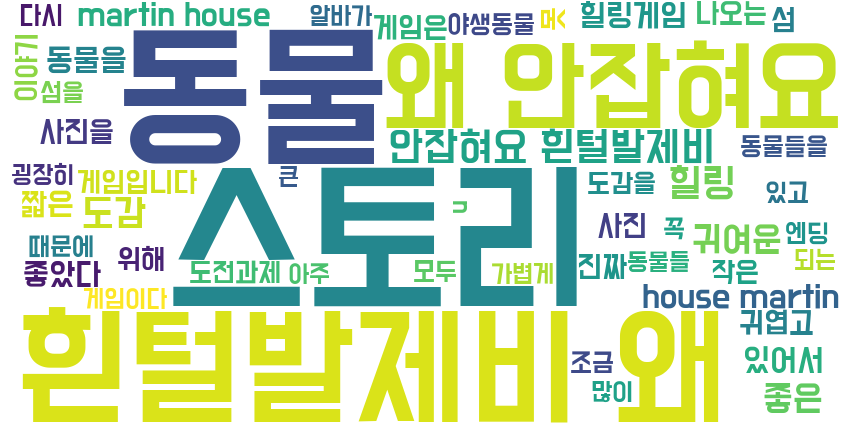 다시 martin house 알바가 게임은 야생동물 힐링게임 나오는 섬
이야기 섬을 동물을 동물 왜 안잡혀요
사진을 안잡혀요 흰털발제비 동물들을
굉장히 게임입니다 큰 스토리 ㄱ 도감을 힐링 있고
짧은 도감 사진 꼭 귀여운 엔딩
때문에 좋았다 위해 도전과제 아주 모두 가볍게 진짜 동물들 작은 되는
게임이다 house martin
흰털발제비 왜 귀엽고
조금 있어서
많이 좋은